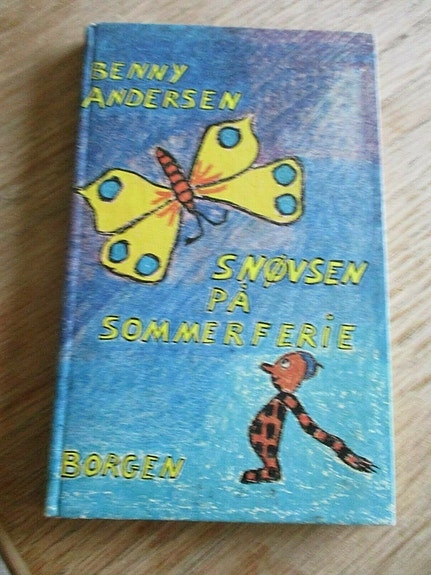 BENNY
ANDERSEN
SNØVSEN
PÅ
SOMMERFERIE
BORGEN